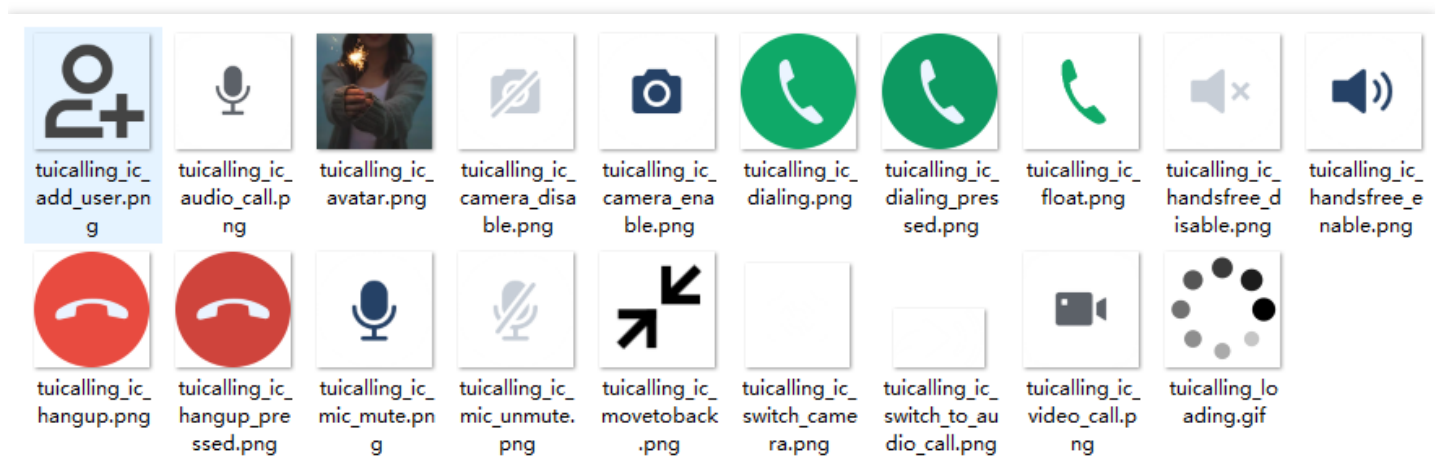 tuicalling_ic_
add_user.pn
g
tuicalling_ic_
audio_call.p
ng
tuicalling_ic_
avatar.png
tuicalling_ic_
camera_disa
ble.png
tuicalling_ic_
camera_ena
ble.png
tuicalling_ic_
dialing.png
tuicalling_ic_
dialing_pres
sed.png
tuicalling_ic_
float.png
tuicalling_ic_
handsfree_d
isable.png
tuicalling_ic_
handsfree_e
nable.png
tuicalling_ic_
hangup.png
tuicalling_ic_
hangup_pre
ssed.png
tuicalling_ic_
mic_mute.pn
g
tuicalling_ic_
mic_unmute.
png
tuicalling_ic_
movetoback
.png
tuicalling_ic_
switch_came
ra.png
tuicalling_ic_
switch_to_au
dio_call.png
tuicalling_ic_
video_call.p
ng
tuicalling_lo
ading.gif